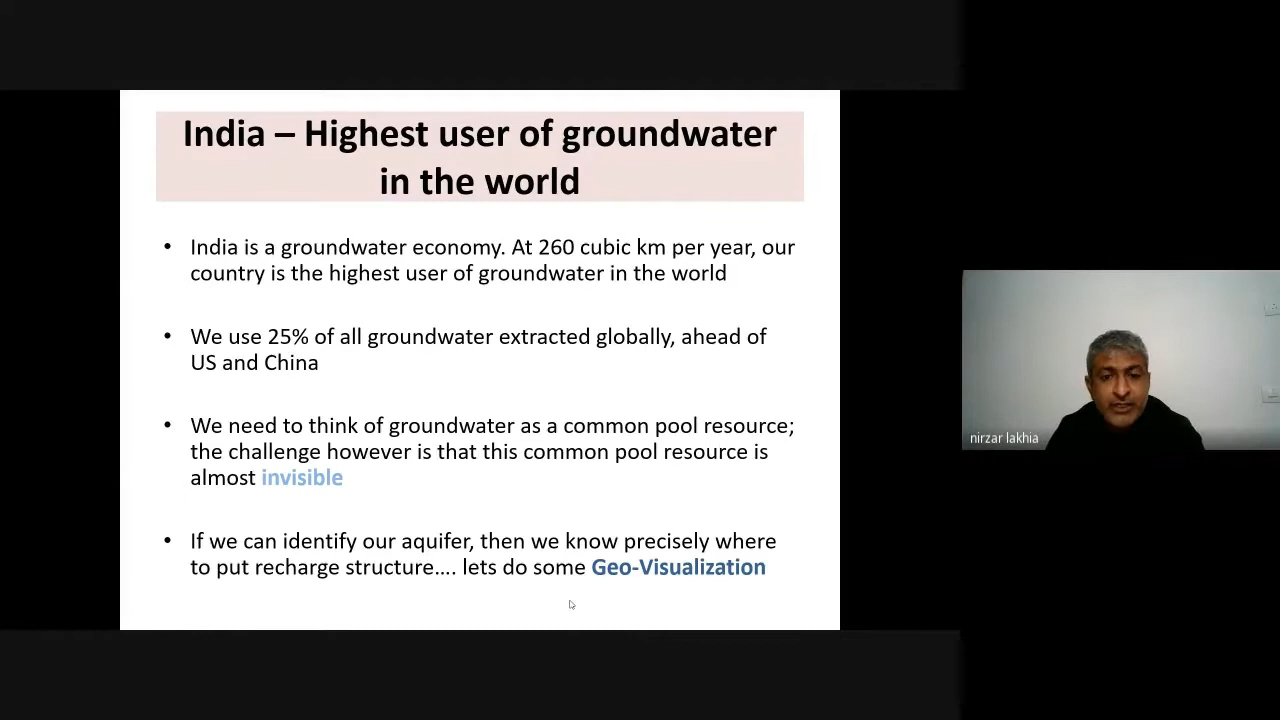 India – Highest user of groundwater
in the world
• India is a groundwater economy. At 260 cubic km per year, our
country is the highest user of groundwater in the world
• We use 25% of all groundwater extracted globally, ahead of
US and China
• We need to think of groundwater as a common pool resource;
the challenge however is that this common pool resource is
almost invisible
• If we can identify our aquifer, then we know precisely where
to put recharge structure…. lets do some Geo-Visualization
nirzar lakhia